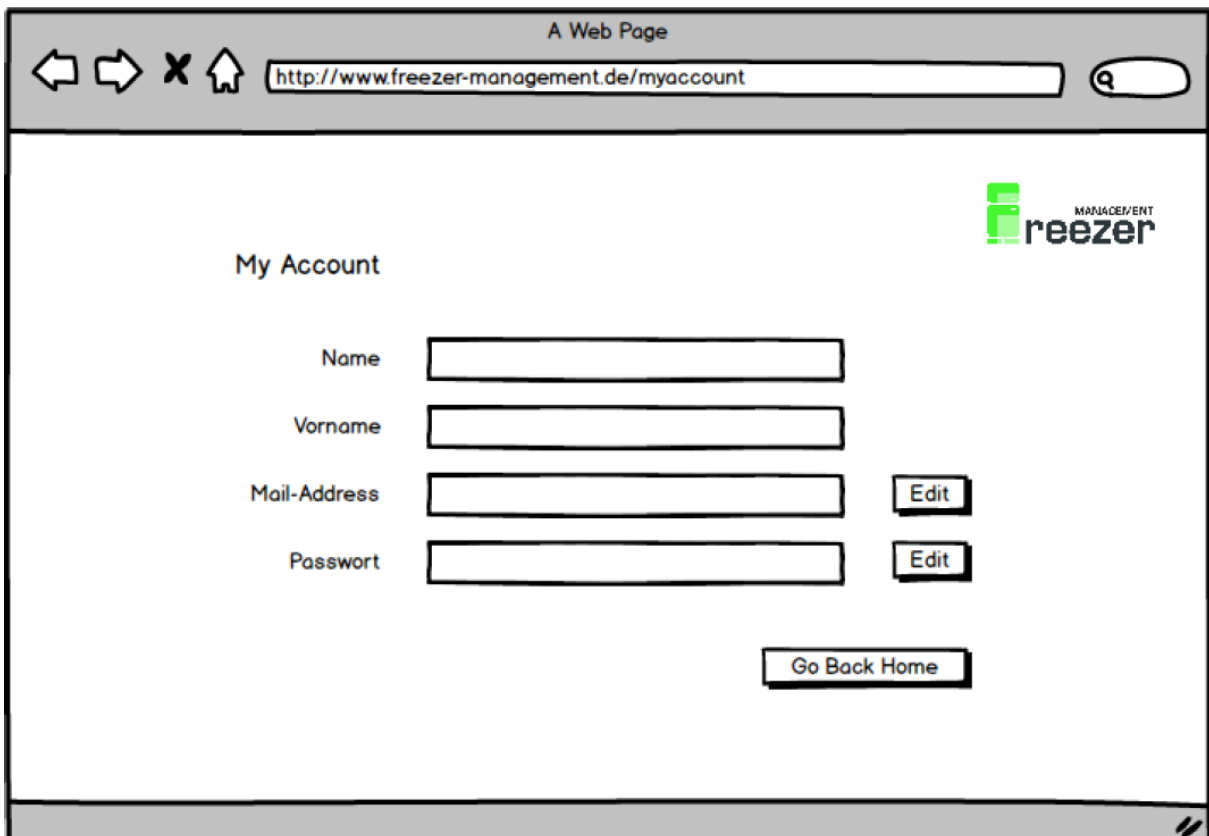 A Web Page
http://www.freezer-management.de/myaccount
MANAGEMENT
reezer
My Account
Name
Vorname
Mail-Address
Edit
Passwort
Edit
Go Back Home